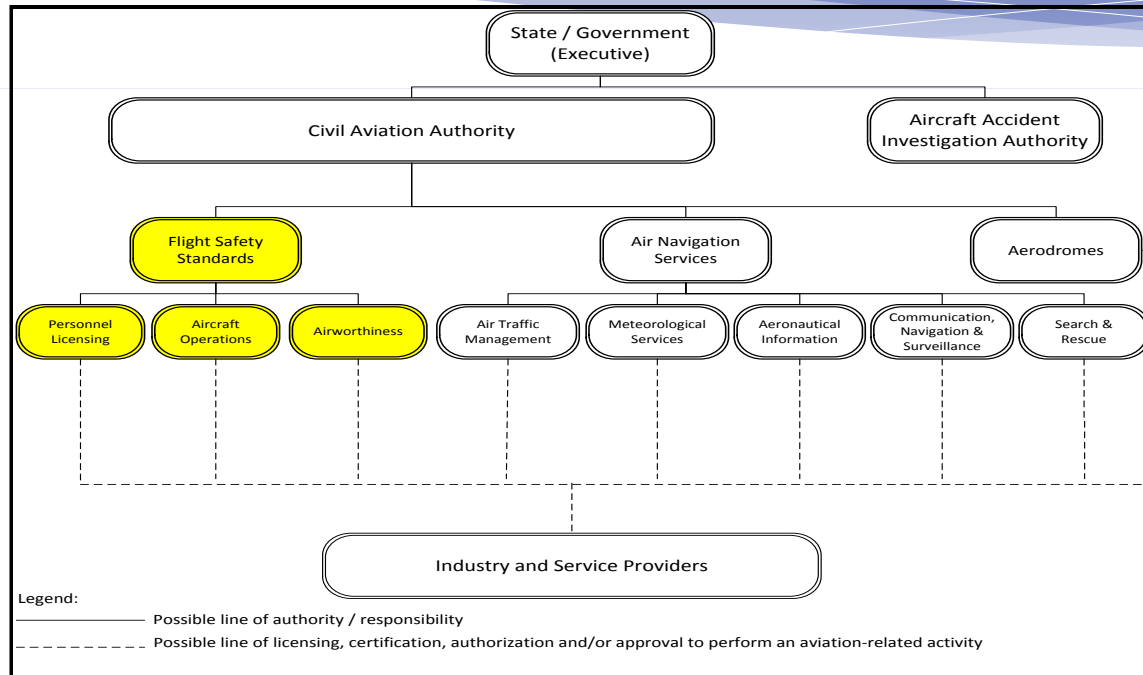 State / Government
(Executive)
Civil Aviation Authority
Aircraft Accident
Investigation Authority
Flight Safety
Standards
Air Navigation
Services
Aerodromes
Personnel
Licensing
Aircraft
Operations
Airworthiness
Air Traffic
Management
Meteorological
Services
Aeronautical
Information
Communication,
Navigation &
Surveillance
Search &
Rescue
Industry and Service Providers
Legend:
Possible line of authority / responsibility
Possible line of licensing, certification, authorization and/or approval to perform an aviation-related activity